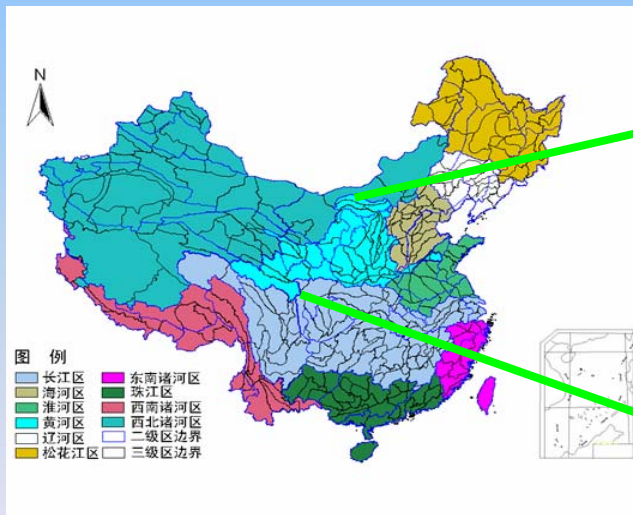 N
图 例
长江区 东南诸河区
海河区 珠江区
淮河区 西南诸河区
黄河区 西北诸河区
辽河区 二级区边界
松花江区 三级区边界